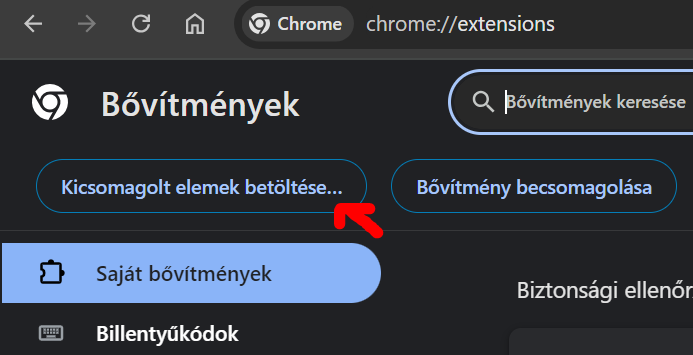 Chrome chrome://extensions
Bővítmények
Bővítmények keresése
Kicsomagolt elemek betöltése... Bővítmény becsomagolása
Saját bővítmények
Biztonsági ellenőr
Billentyűkódok